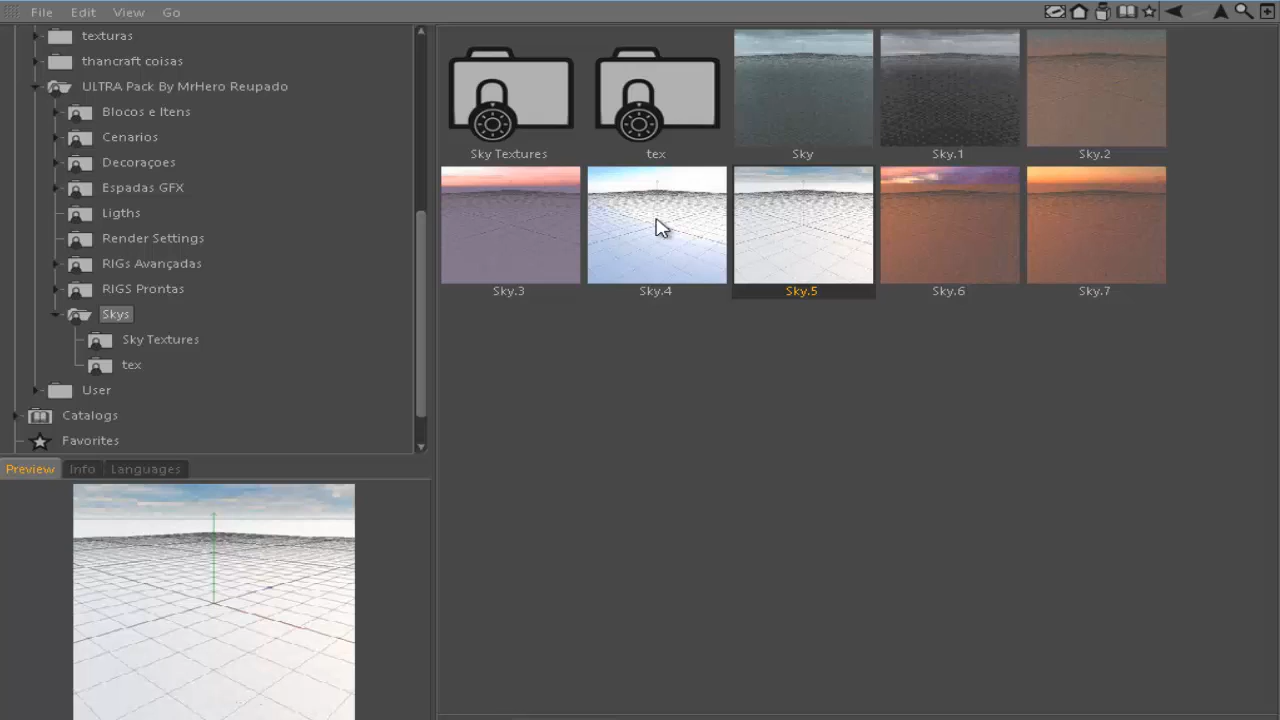 File Edit View Go
texturas
thancraft coisas
ULTRA Pack By MrHero Reupado
Blocos e Itens
Cenarios
Decoraçoes
Espadas GFX
Ligths
Render Settings
RIGs Avançadas
RIGS Prontas
Skys
Sky Textures
tex
User
Catalogs
Favorites
Preview Info Languages
Sky Textures tex Sky Sky.1 Sky.2
Sky.3 Sky.4 Sky.5 Sky.6 Sky.7